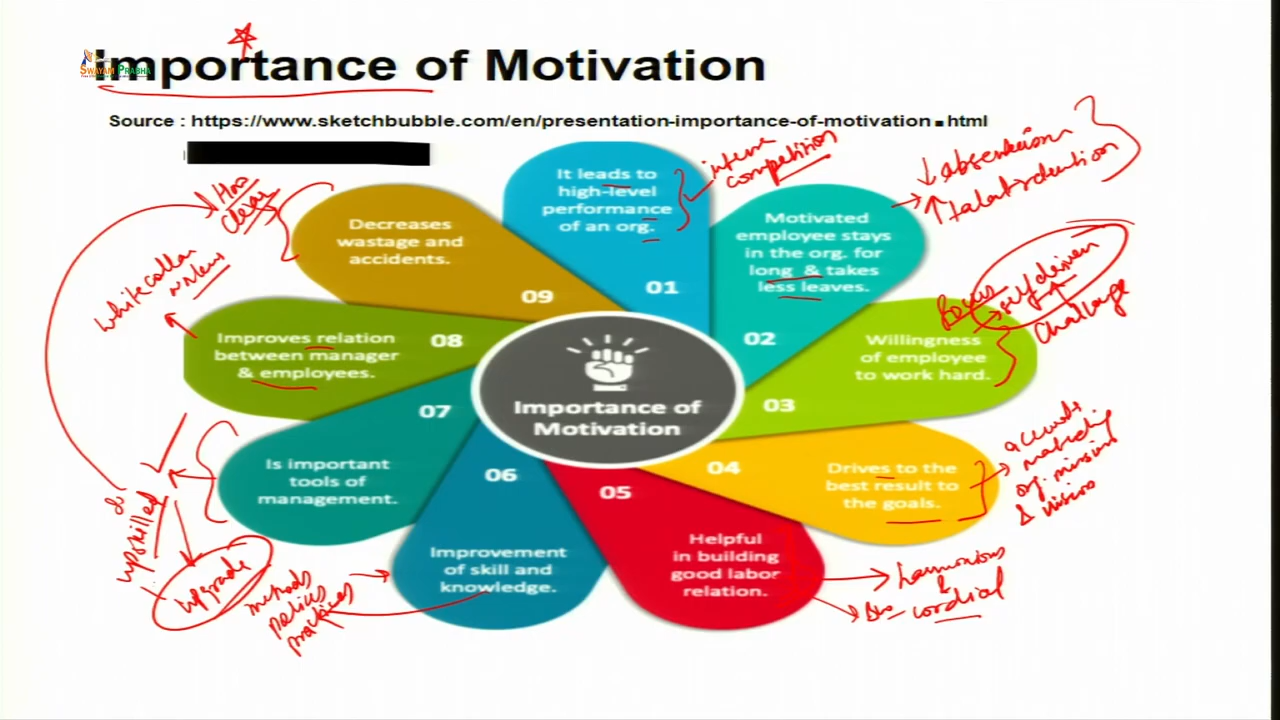 Importance of Motivation
SWAYAM PRABHA
Source : https://www.sketchbubble.com/en/presentation-importance-of-motivation.html
It leads to
high-level
performance
of an org.
01
competition
Motivated
employee stays
in the org. for
long & takes
less leaves.
02
↓ absenteeism
↑ talent retention
Willingness
of employee
to work hard.
03
Focus
self driven
Challenge
Drives to the
best result to
the goals.
04
org. mission
& vision
Helpful
in building
good labor
relation.
05
harmonious
&
cordial
Improvement
of skill and
knowledge.
06
methods
policies
practices
Is important
tools of
management.
07
upskilled
upgrade
Improves relation
between manager
& employees.
08
white collar
Decreases
wastage and
accidents.
09
Importance of
Motivation